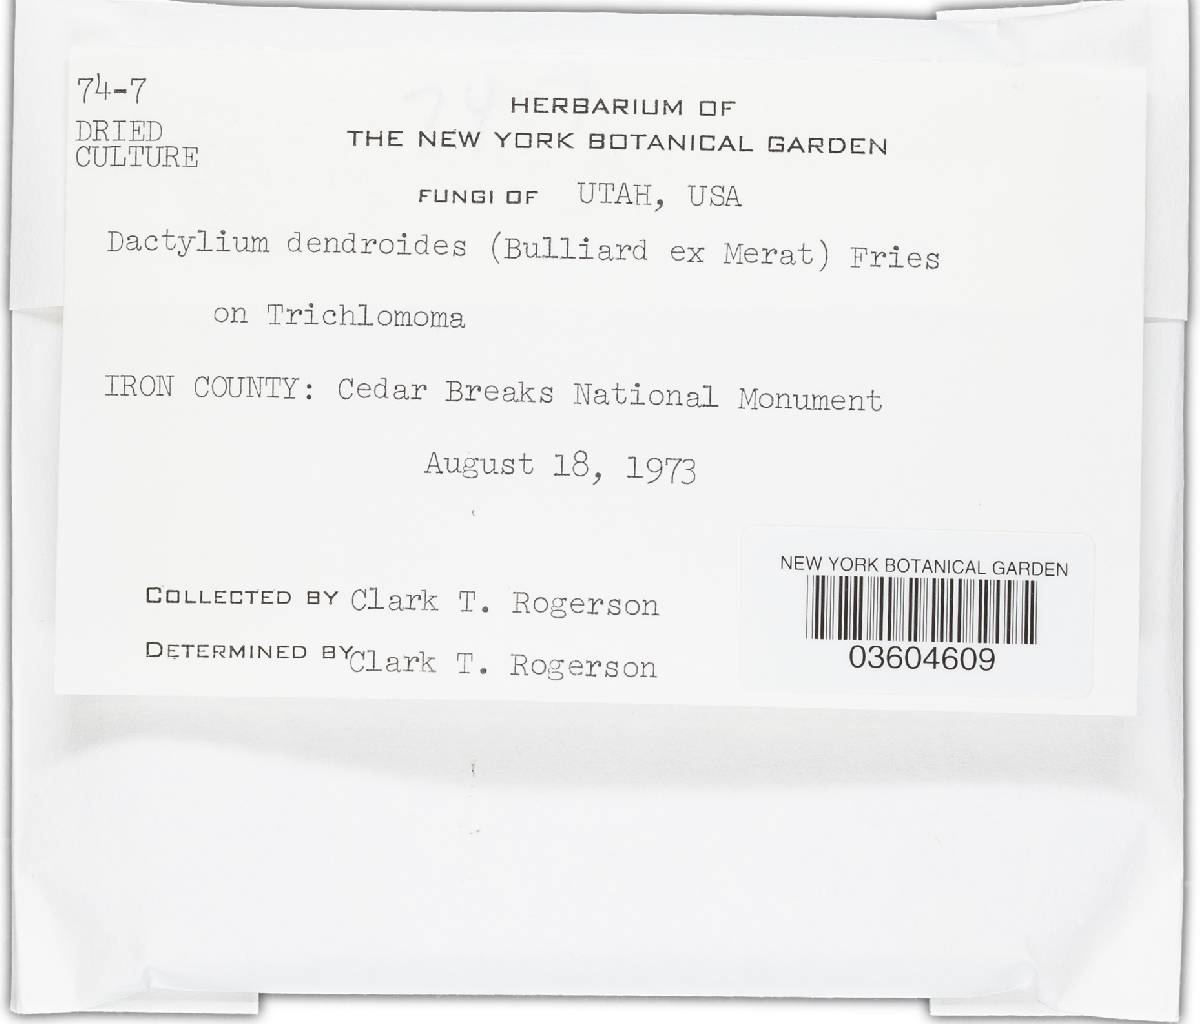 74-7
DRIED
CULTURE
HERBARIUM OF
THE NEW YORK BOTANICAL GARDEN
FUNGI OF UTAH, USA
Dactylium dendroides (Bulliard ex Merat) Fries
on Trichlomoma
IRON COUNTY: Cedar Breaks National Monument
August 18, 1973
COLLECTED BY Clark T. Rogerson
DETERMINED BY Clark T. Rogerson
NEW YORK BOTANICAL GARDEN
03604609